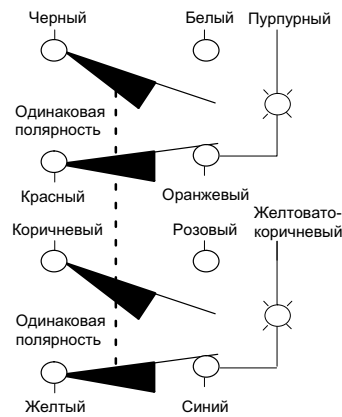 Черный Белый Пурпурный
Одинаковая
полярность
Красный Оранжевый
Коричневый Розовый Желтовато-
коричневый
Одинаковая
полярность
Желтый Синий